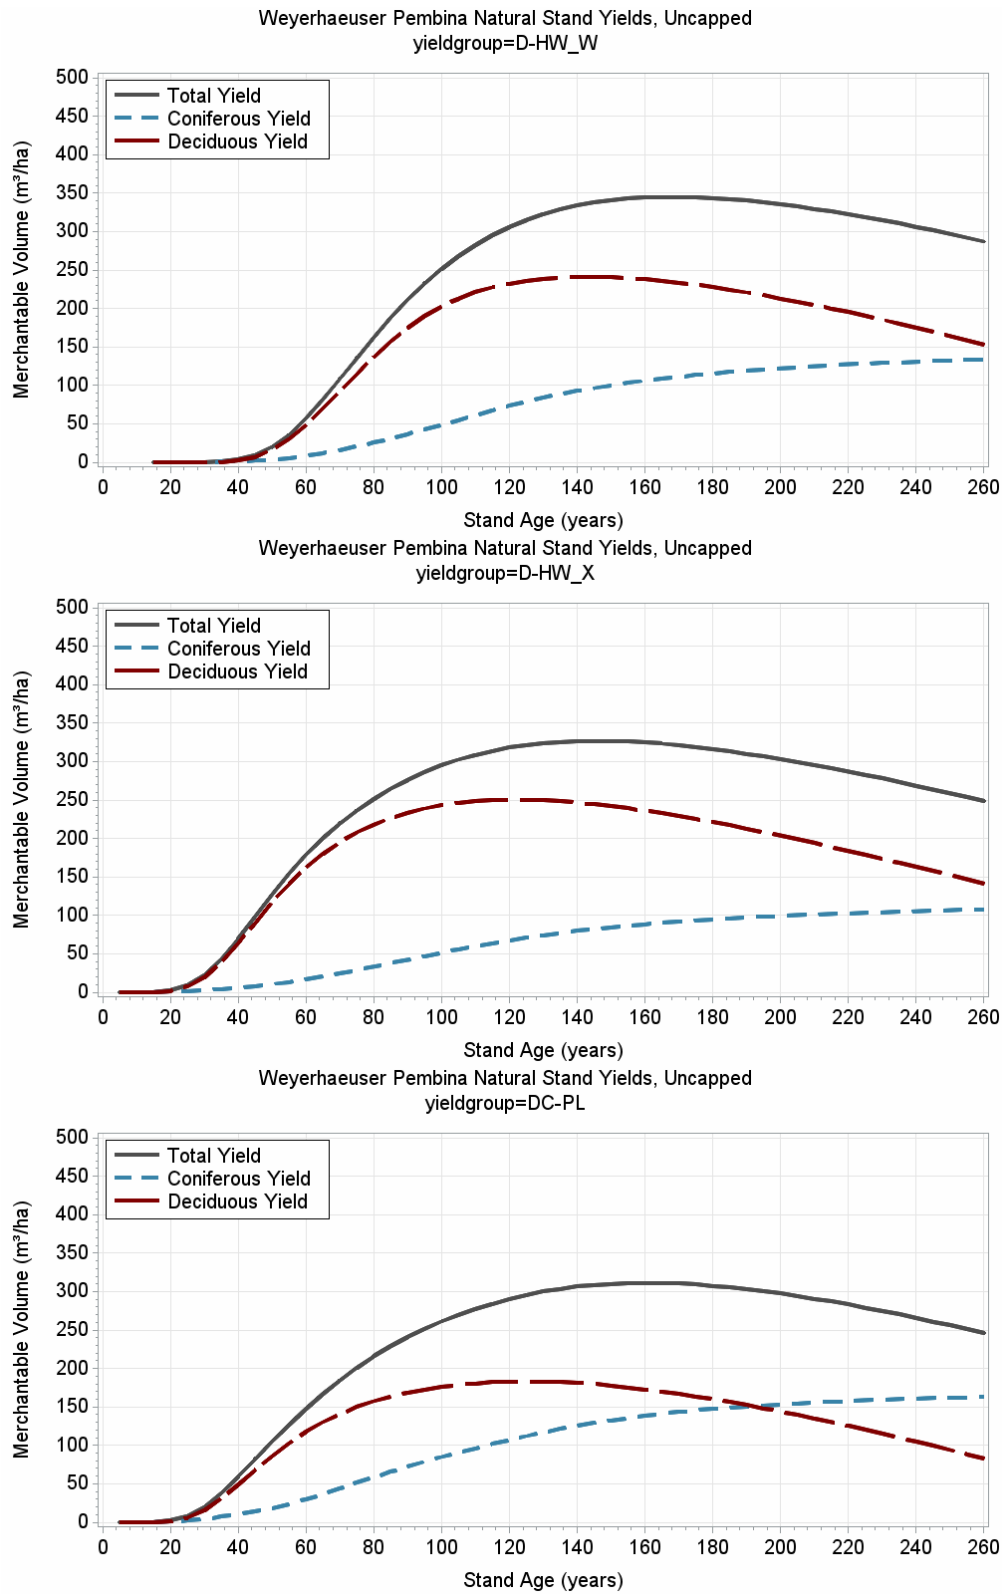 Weyerhaeuser Pembina Natural Stand Yields, Uncapped
yieldgroup=D-HW_W
Merchantable Volume (m³/ha)
500
450
400
350
300
250
200
150
100
50
0
Total Yield
Coniferous Yield
Deciduous Yield
0 20 40 60 80 100 120 140 160 180 200 220 240 260
Stand Age (years)
Weyerhaeuser Pembina Natural Stand Yields, Uncapped
yieldgroup=D-HW_X
Merchantable Volume (m³/ha)
500
450
400
350
300
250
200
150
100
50
0
Total Yield
Coniferous Yield
Deciduous Yield
0 20 40 60 80 100 120 140 160 180 200 220 240 260
Stand Age (years)
Weyerhaeuser Pembina Natural Stand Yields, Uncapped
yieldgroup=DC-PL
Merchantable Volume (m³/ha)
500
450
400
350
300
250
200
150
100
50
0
Total Yield
Coniferous Yield
Deciduous Yield
0 20 40 60 80 100 120 140 160 180 200 220 240 260
Stand Age (years)